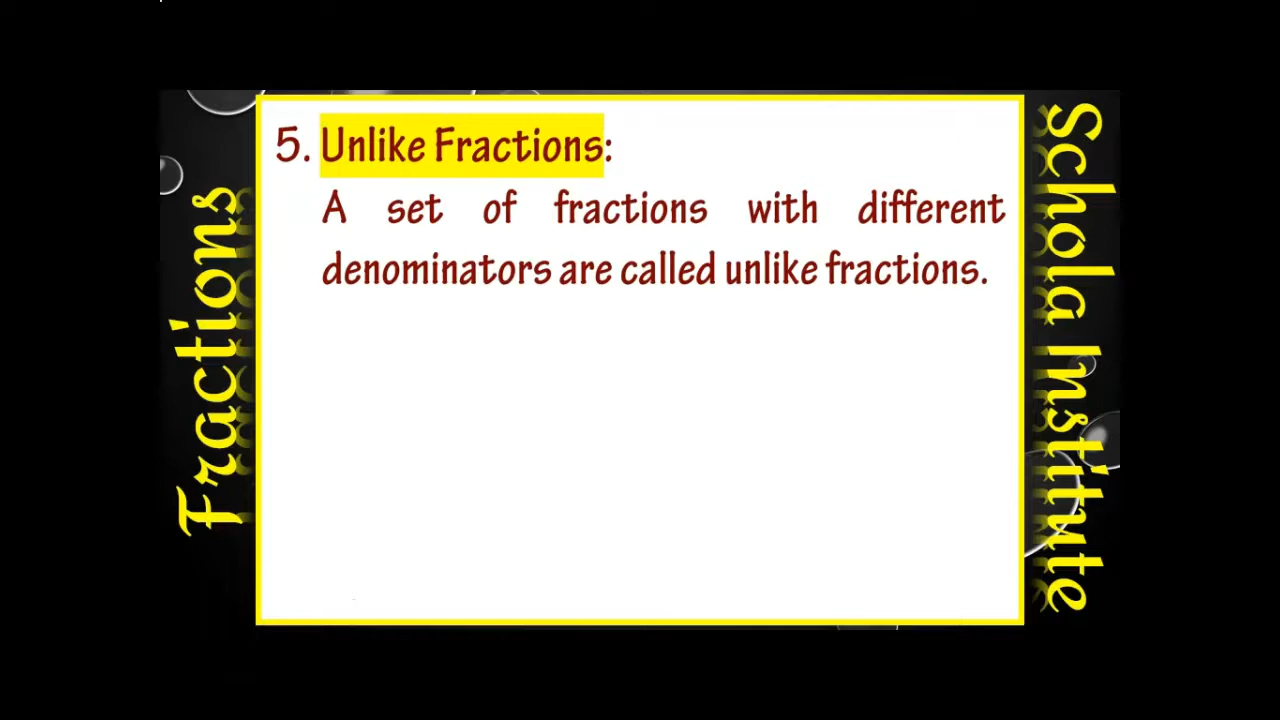 Fractions
5. Unlike Fractions:
A set of fractions with different
denominators are called unlike fractions.
Schola Institute